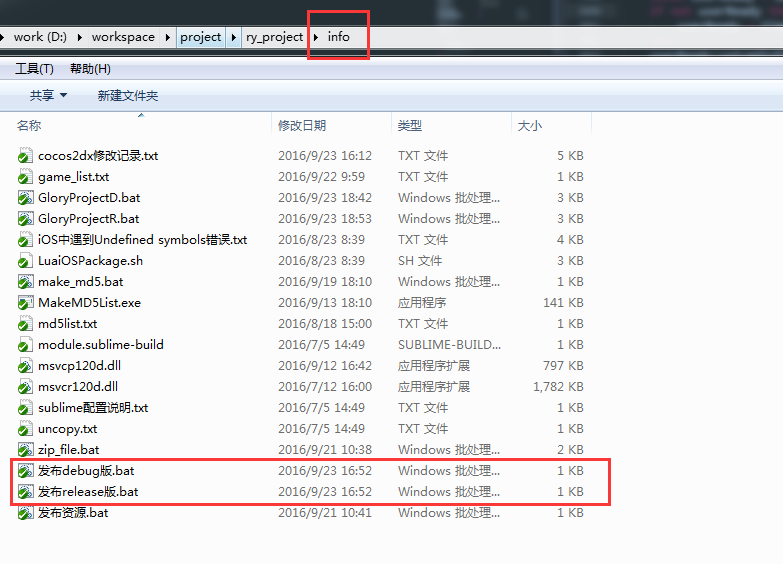 work (D:) workspace project ry_project info
工具(T) 帮助(H)
共享 新建文件夹
名称 修改日期 类型 大小
cocos2dx修改记录.txt 2016/9/23 16:12 TXT 文件 5 KB
game_list.txt 2016/9/22 9:59 TXT 文件 1 KB
GloryProjectD.bat 2016/9/23 18:42 Windows 批处理... 3 KB
GloryProjectR.bat 2016/9/23 18:53 Windows 批处理... 3 KB
iOS中遇到Undefined symbols错误.txt 2016/8/23 8:39 TXT 文件 4 KB
LuaiOSPackage.sh 2016/8/23 8:39 SH 文件 2 KB
make_md5.bat 2016/9/19 18:10 Windows 批处理... 1 KB
MakeMD5List.exe 2016/9/13 18:10 应用程序 141 KB
md5list.txt 2016/8/18 15:00 TXT 文件 1 KB
module.sublime-build 2016/7/5 14:49 SUBLIME-BUILD... 1 KB
msvcp120d.dll 2016/9/12 16:42 应用程序扩展 797 KB
msvcr120d.dll 2016/7/12 16:00 应用程序扩展 1,782 KB
sublime配置说明.txt 2016/7/5 14:49 TXT 文件 1 KB
uncopy.txt 2016/7/5 14:49 TXT 文件 1 KB
zip_file.bat 2016/9/21 10:38 Windows 批处理... 2 KB
发布debug版.bat 2016/9/23 16:52 Windows 批处理... 1 KB
发布release版.bat 2016/9/23 16:52 Windows 批处理... 1 KB
发布资源.bat 2016/9/21 10:41 Windows 批处理... 1 KB